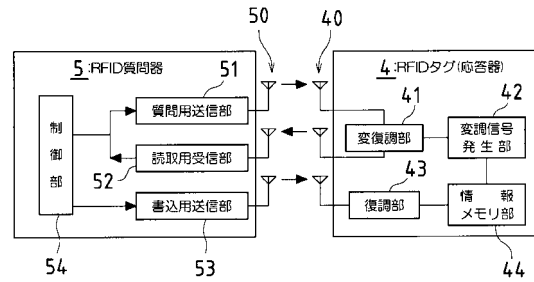 50
40
5:RFID質問器
4:RFIDタグ(応答器)
51
質問用送信部
41
42
制御部
変復調部
変調信号発生部
読取用受信部
52
43
書込用送信部
復調部
情報メモリ部
54
53
44